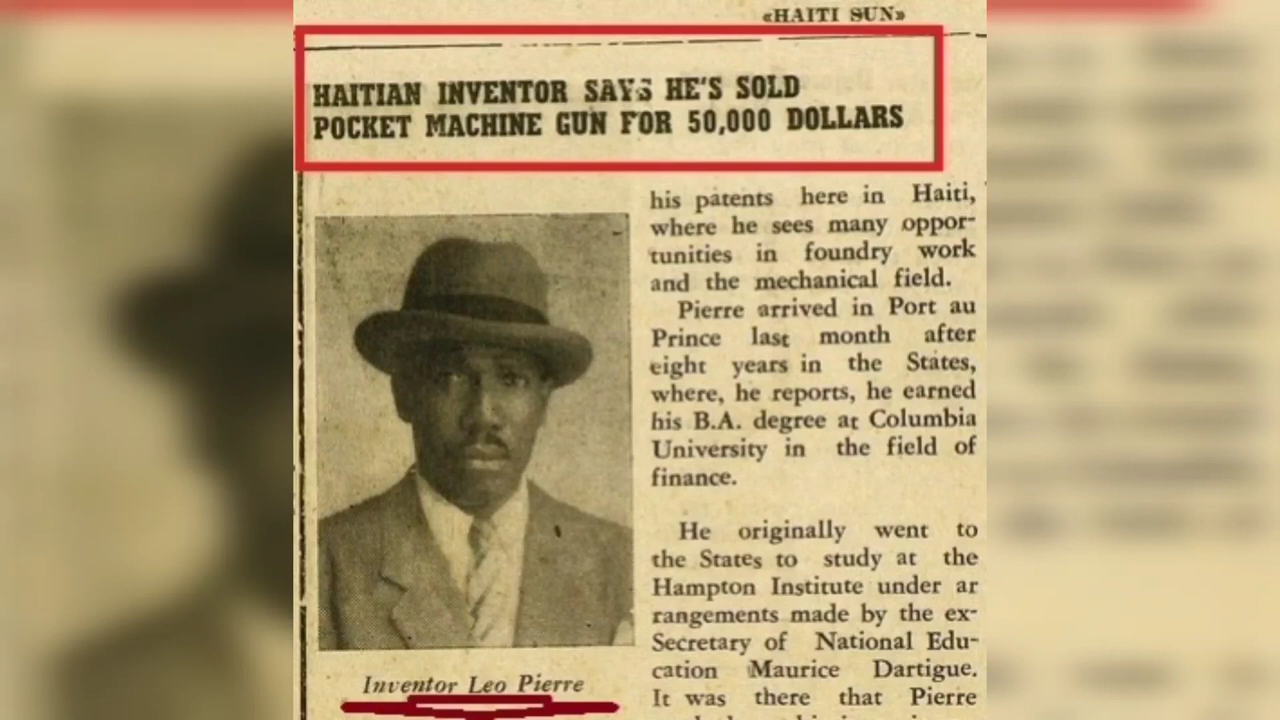 «HAITI SUN»
HAITIAN INVENTOR SAYS HE'S SOLD
POCKET MACHINE GUN FOR 50,000 DOLLARS
his patents here in Haiti,
where he sees many oppor-
tunities in foundry work
and the mechanical field.
Pierre arrived in Port au
Prince last month after
eight years in the States,
where, he reports, he earned
his B.A. degree at Columbia
University in the field of
finance.
He originally went to
the States to study at the
Hampton Institute under ar
rangements made by the ex-
Secretary of National Edu-
cation Maurice Dartigue.
It was there that Pierre
Inventor Leo Pierre